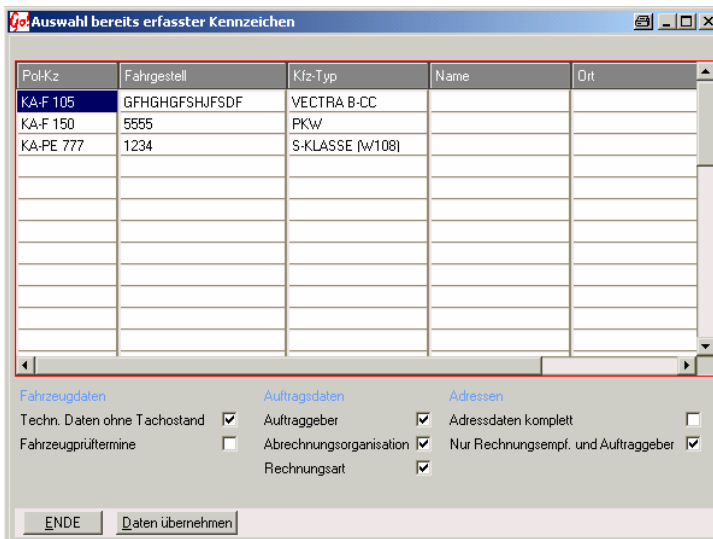 Go! Auswahl bereits erfasster Kennzeichen
Pol-Kz Fahrgestell Kfz-Typ Name Ort
KA-F 105 GFHGHGFSHJFSDF VECTRA B-CC
KA-F 150 5555 PKW
KA-PE 777 1234 S-KLASSE (W108)
Fahrzeugdaten Auftragsdaten Adressen
Techn. Daten ohne Tachostand Auftraggeber Adressdaten komplett
Fahrzeugprüftermine Abrechnungsorganisation Nur Rechnungsempf. und Auftraggeber
Rechnungsart
ENDE Daten übernehmen